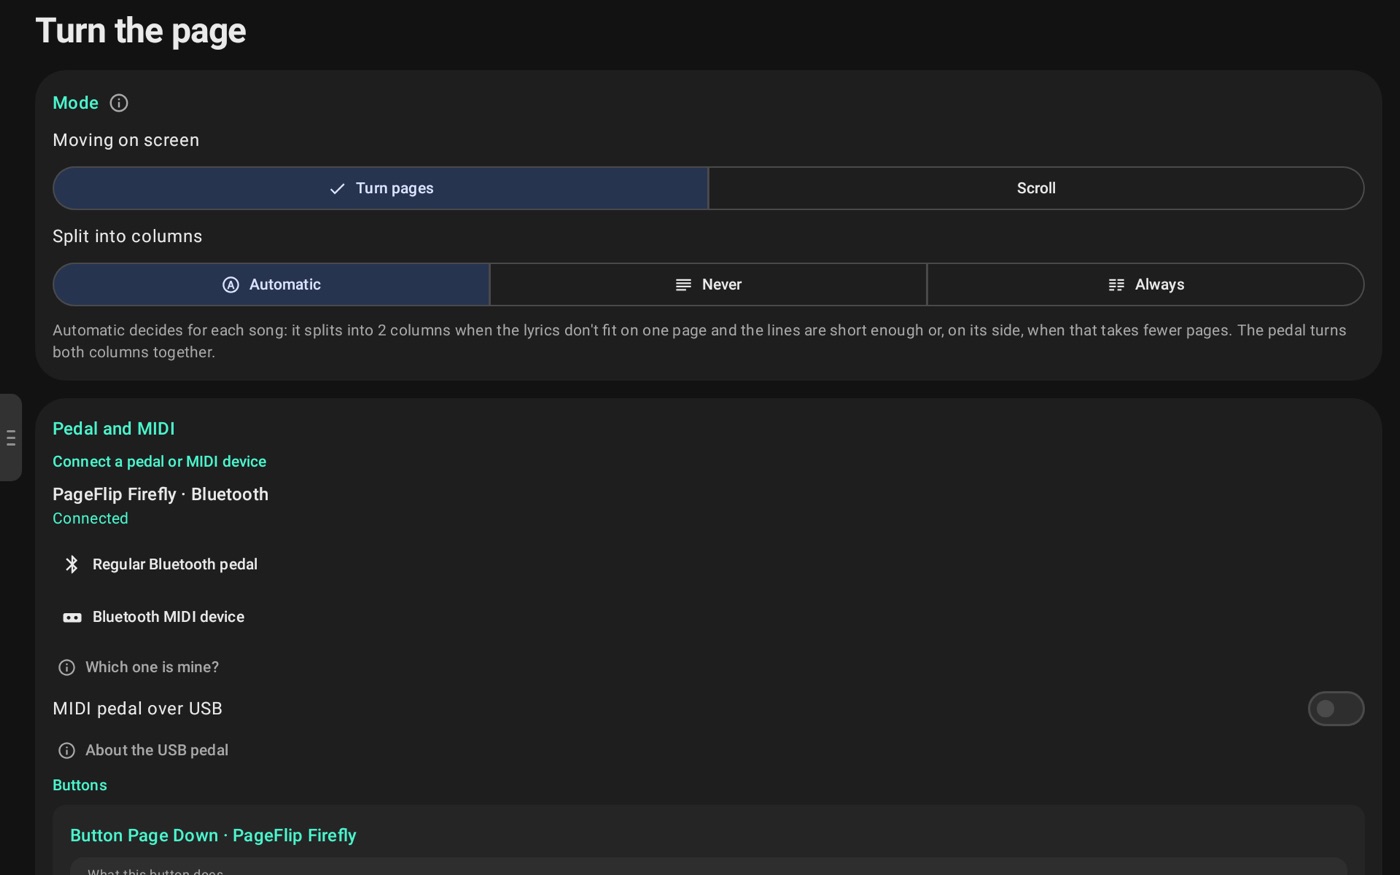 Turn the page
Mode
Moving on screen
Turn pages
Scroll
Split into columns
Automatic
Never
Always
Automatic decides for each song: it splits into 2 columns when the lyrics don't fit on one page and the lines are short enough or, on its side, when that takes fewer pages. The pedal turns
both columns together.
Pedal and MIDI
Connect a pedal or MIDI device
PageFlip Firefly · Bluetooth
Connected
Regular Bluetooth pedal
Bluetooth MIDI device
Which one is mine?
MIDI pedal over USB
About the USB pedal
Buttons
Button Page Down · PageFlip Firefly
What this button does